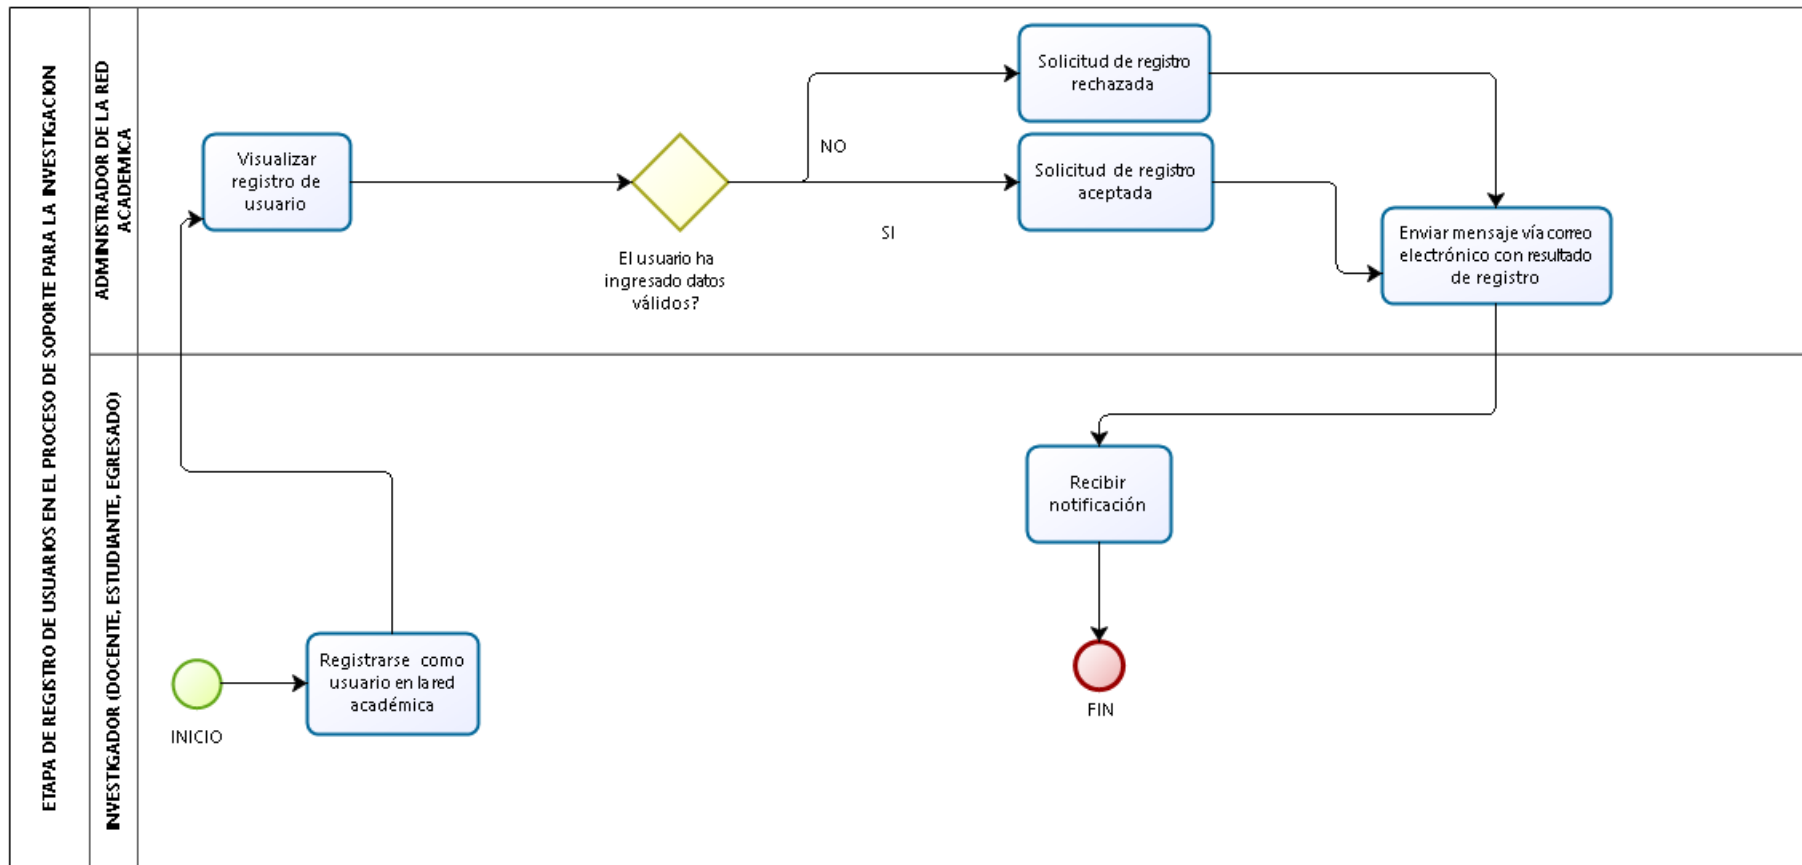 ETAPA DE REGISTRO DE USUARIOS EN EL PROCESO DE SOPORTE PARA LA INVESTIGACION
ADMINISTRADOR DE LA RED
ACADEMICA
Visualizar
registro de
usuario
El usuario ha
ingresado datos
válidos?
NO
SI
Solicitud de registro
rechazada
Solicitud de registro
aceptada
Enviar mensaje vía correo
electrónico con resultado
de registro
INVESTIGADOR (DOCENTE, ESTUDIANTE, EGRESADO)
INICIO
Registrarse como
usuario en la red
académica
Recibir
notificación
FIN